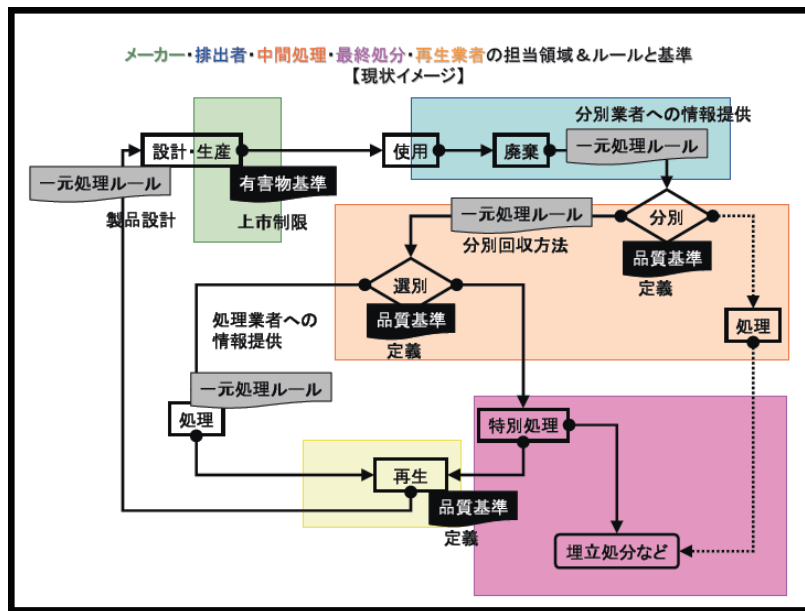 メーカー・排出者・中間処理・最終処分・再生業者の担当領域&ルールと基準
【現状イメージ】
分別業者への情報提供
設計・生産
使用
廃棄
一元処理ルール
一元処理ルール
有害物基準
製品設計
上市制限
一元処理ルール
分別
分別回収方法
品質基準
定義
選別
処理業者への
情報提供
品質基準
定義
処理
一元処理ルール
処理
特別処理
再生
品質基準
定義
埋立処分など